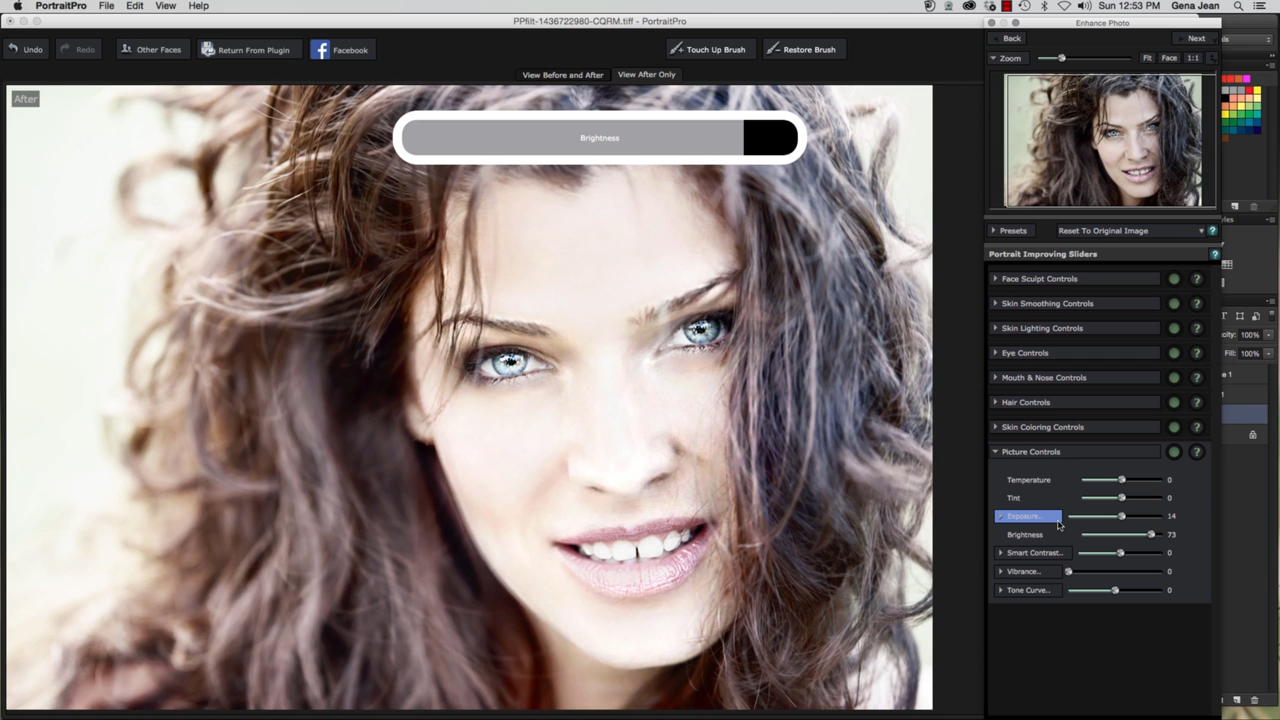 PortraitPro File Edit View Help Sun 12:53 PM Gena Jean
PPfilt-1436722980-CQRM.tiff - PortraitPro
Enhance Photo
Undo Redo Other Faces Return From Plugin Facebook Touch Up Brush Restore Brush
Back Next
Zoom Fit Face 1:1
View Before and After View After Only
After
Brightness
Presets Reset To Original Image ?
Portrait Improving Sliders ?
Face Sculpt Controls ?
Skin Smoothing Controls ?
Skin Lighting Controls ?
Eye Controls ?
Mouth & Nose Controls ?
Hair Controls ?
Skin Coloring Controls ?
Picture Controls ?
Temperature 0
Tint 0
Exposure.. 14
Brightness 73
Smart Contrast.. 0
Vibrance.. 0
Tone Curve.. 0
100%
Fill: 100%